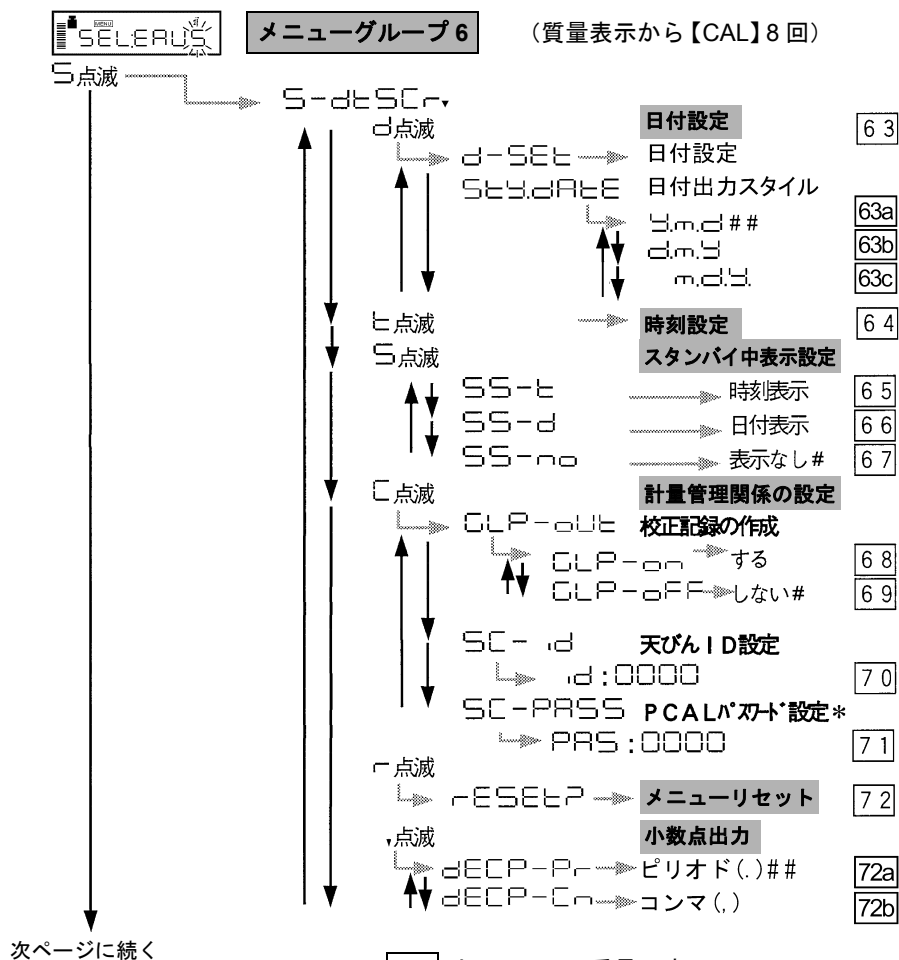 SEL:ERUS MENU
メニューグループ6 （質量表示から【CAL】8回）
S点滅
S-dtSCr,
d点滅 日付設定 63
d-SEt 日付設定
StY.dAtE 日付出力スタイル
Y.m.d## 63a
d.m.Y 63b
m.d.Y. 63c
t点滅 時刻設定 64
S点滅 スタンバイ中表示設定
SS-t 時刻表示 65
SS-d 日付表示 66
SS-no 表示なし# 67
C点滅 計量管理関係の設定
GLP-oUt 校正記録の作成
GLP-on する 68
GLP-oFF しない# 69
SC- id 天びんID設定
id:0000 70
SC-PASS PCALパスワード設定*
PAS:0000 71
r点滅
rESEt? メニューリセット 72
,点滅 小数点出力
dECP-Pr ピリオド(.)## 72a
dECP-Cn コンマ(,) 72b
次ページに続く